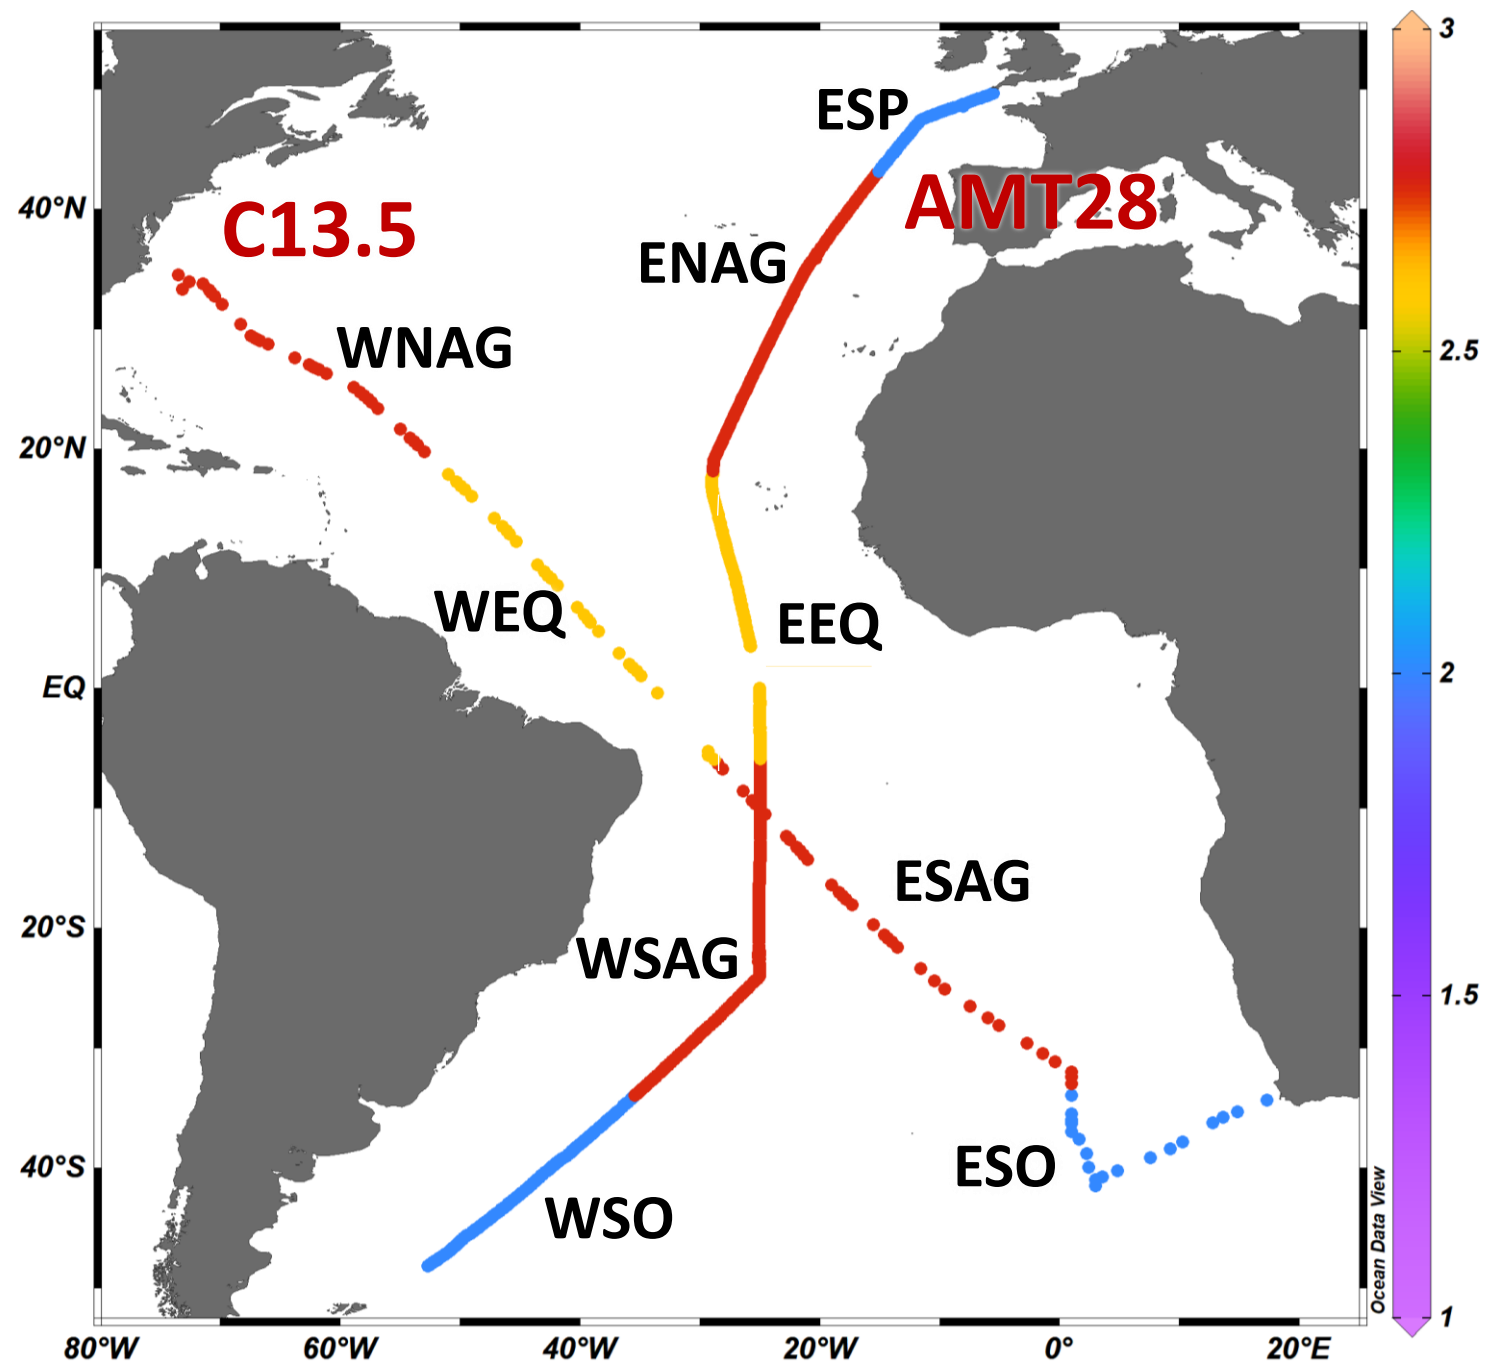 ESP
AMT28
C13.5
ENAG
WNAG
WEQ
EEQ
ESAG
WSAG
ESO
WSO
40°N
20°N
EQ
20°S
40°S
80°W
60°W
40°W
20°W
0°
20°E
Ocean Data View
3
2.5
2
1.5
1